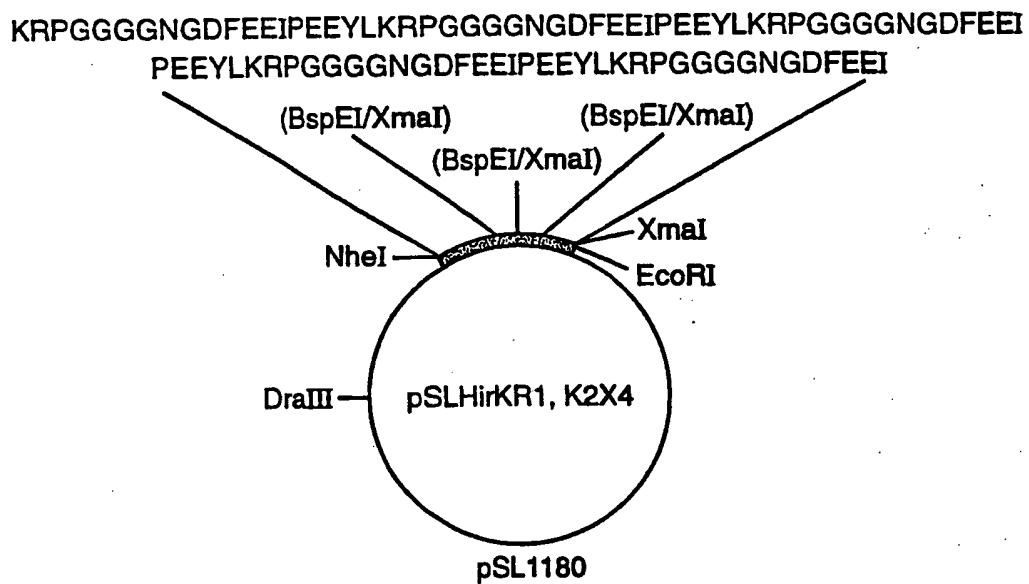 KRPGGGGNGDFEEIPEEYLKRPGGGGNGDFEEIPEEYLKRPGGGGNGDFEEI
PEEYLKRPGGGGNGDFEEIPEEYLKRPGGGGNGDFEEI
(BspEI/XmaI) (BspEI/XmaI)
(BspEI/XmaI)
XmaI
NheI
EcoRI
DraIII
pSLHirKR1, K2X4
pSL1180